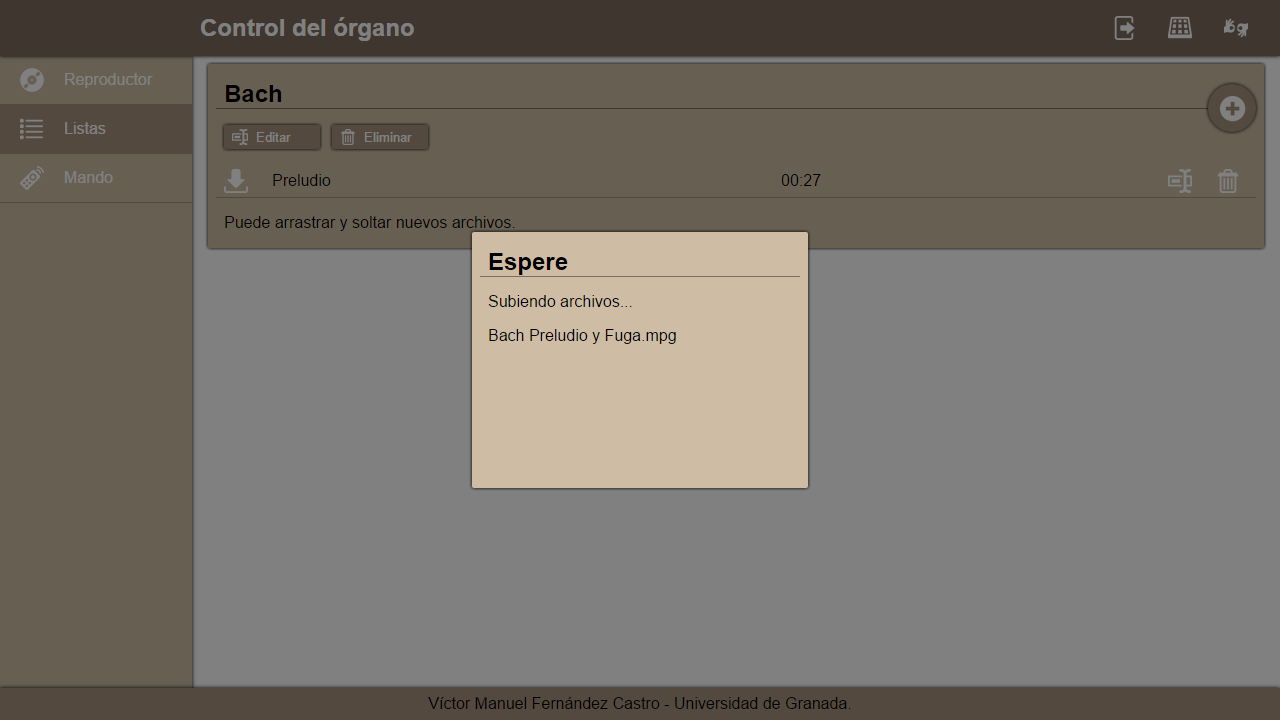 Control del órgano
Reproductor
Listas
Mando
Bach
Editar
Eliminar
Preludio 00:27
Puede arrastrar y soltar nuevos archivos.
Espere
Subiendo archivos...
Bach Preludio y Fuga.mpg
Víctor Manuel Fernández Castro - Universidad de Granada.